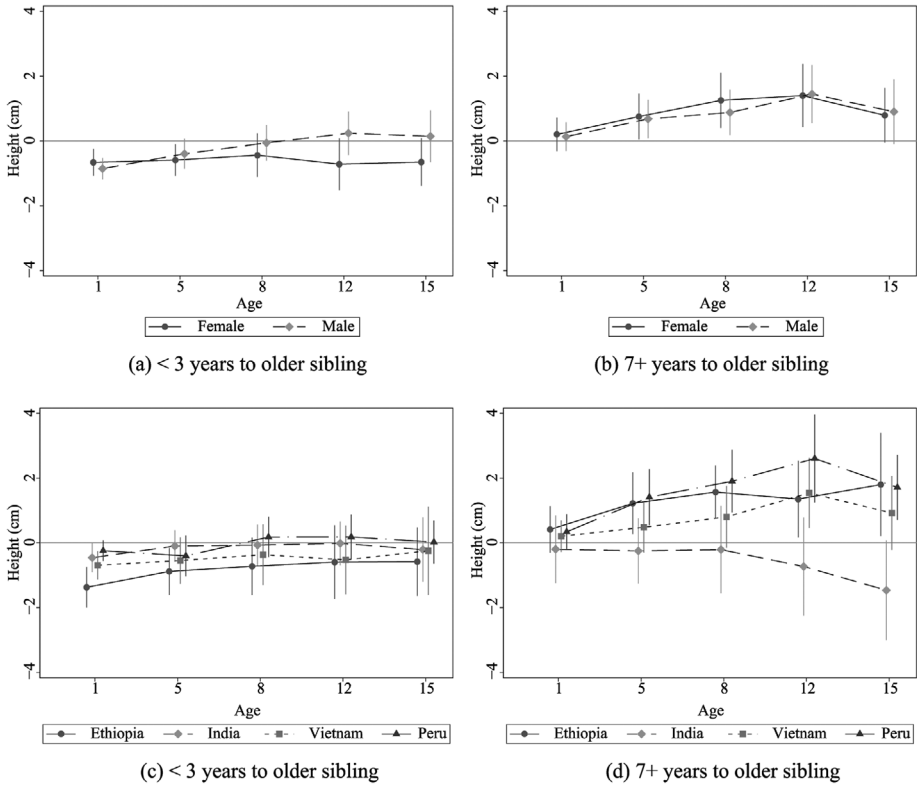 4
2
0
−2
−4
Height (cm)
1 5 8 12 15
Age
Female Male
(a) < 3 years to older sibling
4
2
0
−2
−4
Height (cm)
1 5 8 12 15
Age
Female Male
(b) 7+ years to older sibling
4
2
0
−2
−4
Height (cm)
1 5 8 12 15
Age
Ethiopia India Vietnam Peru
(c) < 3 years to older sibling
4
2
0
−2
−4
Height (cm)
1 5 8 12 15
Age
Ethiopia India Vietnam Peru
(d) 7+ years to older sibling